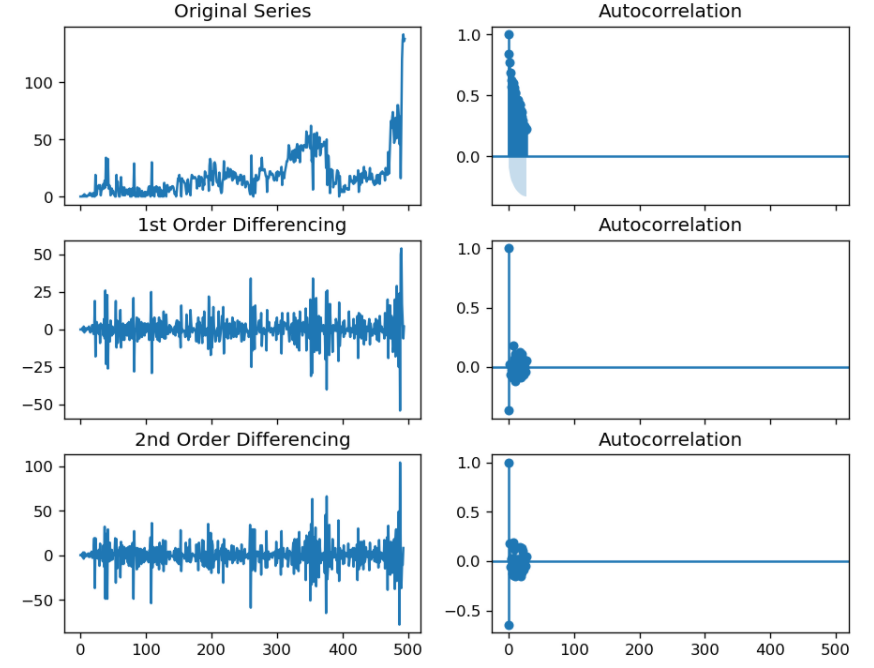 Original Series
Autocorrelation
100
50
0
1.0
0.5
0.0
1st Order Differencing
Autocorrelation
50
25
0
−25
−50
1.0
0.5
0.0
2nd Order Differencing
Autocorrelation
100
50
0
−50
1.0
0.5
0.0
−0.5
0 100 200 300 400 500
0 100 200 300 400 500